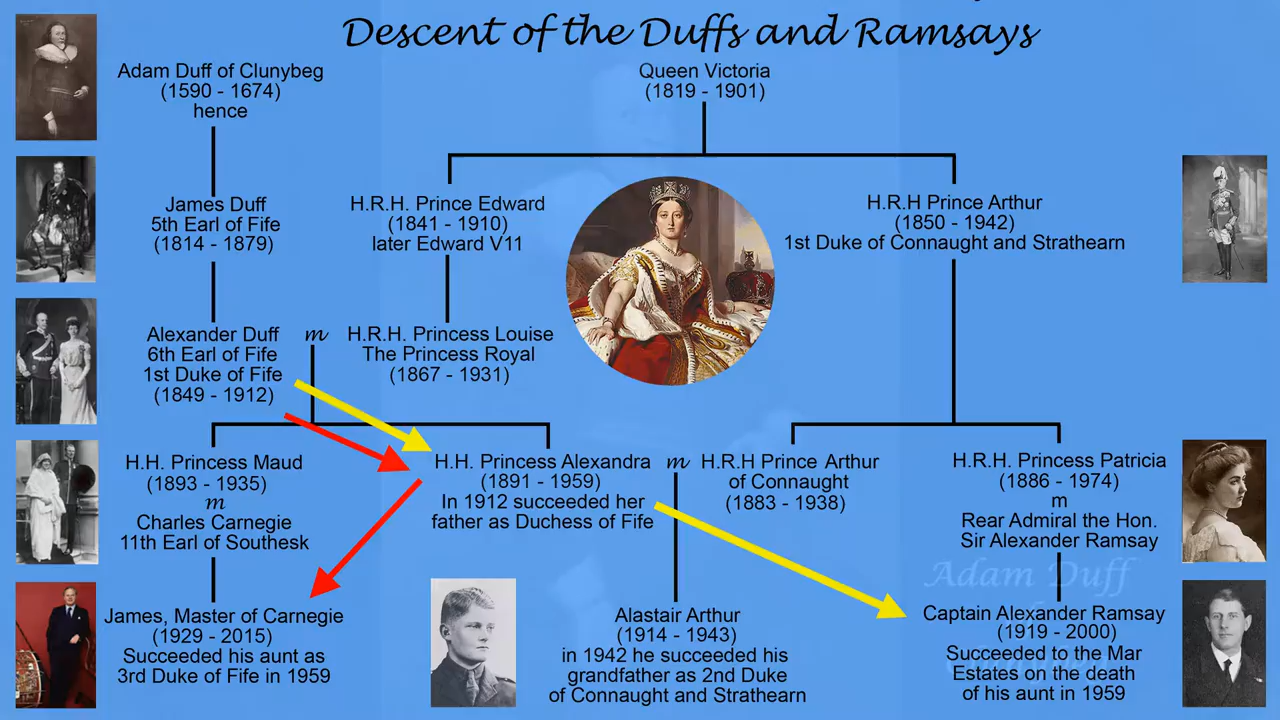 Descent of the Duffs and Ramsays
Adam Duff of Clunybeg
(1590 - 1674)
hence
Queen Victoria
(1819 - 1901)
James Duff
5th Earl of Fife
(1814 - 1879)
H.R.H. Prince Edward
(1841 - 1910)
later Edward V11
H.R.H Prince Arthur
(1850 - 1942)
1st Duke of Connaught and Strathearn
Alexander Duff
6th Earl of Fife
1st Duke of Fife
(1849 - 1912)
m
H.R.H. Princess Louise
The Princess Royal
(1867 - 1931)
H.H. Princess Maud
(1893 - 1935)
m
Charles Carnegie
11th Earl of Southesk
H.H. Princess Alexandra
(1891 - 1959)
In 1912 succeeded her
father as Duchess of Fife
m
H.R.H Prince Arthur
of Connaught
(1883 - 1938)
H.R.H. Princess Patricia
(1886 - 1974)
m
Rear Admiral the Hon.
Sir Alexander Ramsay
Adam Duff
James, Master of Carnegie
(1929 - 2015)
Succeeded his aunt as
3rd Duke of Fife in 1959
Alastair Arthur
(1914 - 1943)
in 1942 he succeeded his
grandfather as 2nd Duke
of Connaught and Strathearn
Captain Alexander Ramsay
(1919 - 2000)
Succeeded to the Mar
Estates on the death
of his aunt in 1959